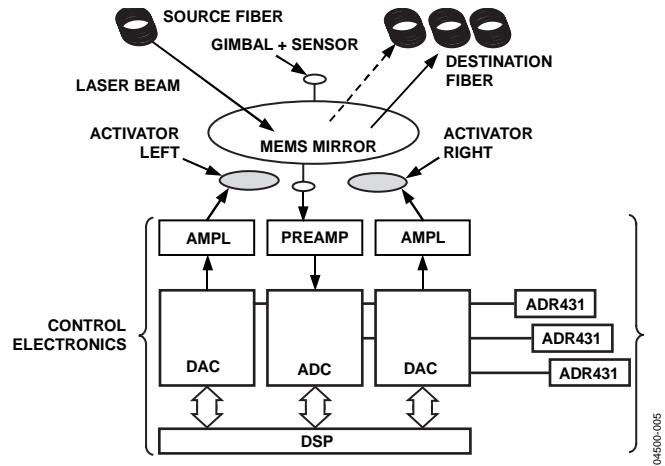 SOURCE FIBER
GIMBAL + SENSOR
DESTINATION
FIBER
LASER BEAM
MEMS MIRROR
ACTIVATOR
LEFT
ACTIVATOR
RIGHT
AMPL
PREAMP
AMPL
CONTROL
ELECTRONICS
DAC
ADC
DAC
ADR431
ADR431
ADR431
DSP
04500-005